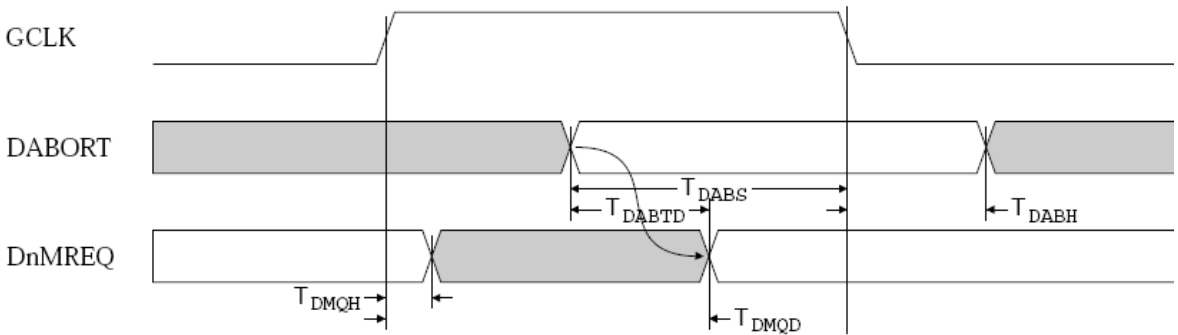 GCLK
DABORT
T_DABS
T_DABTD
T_DABH
DnMREQ
T_DMQH
T_DMQD